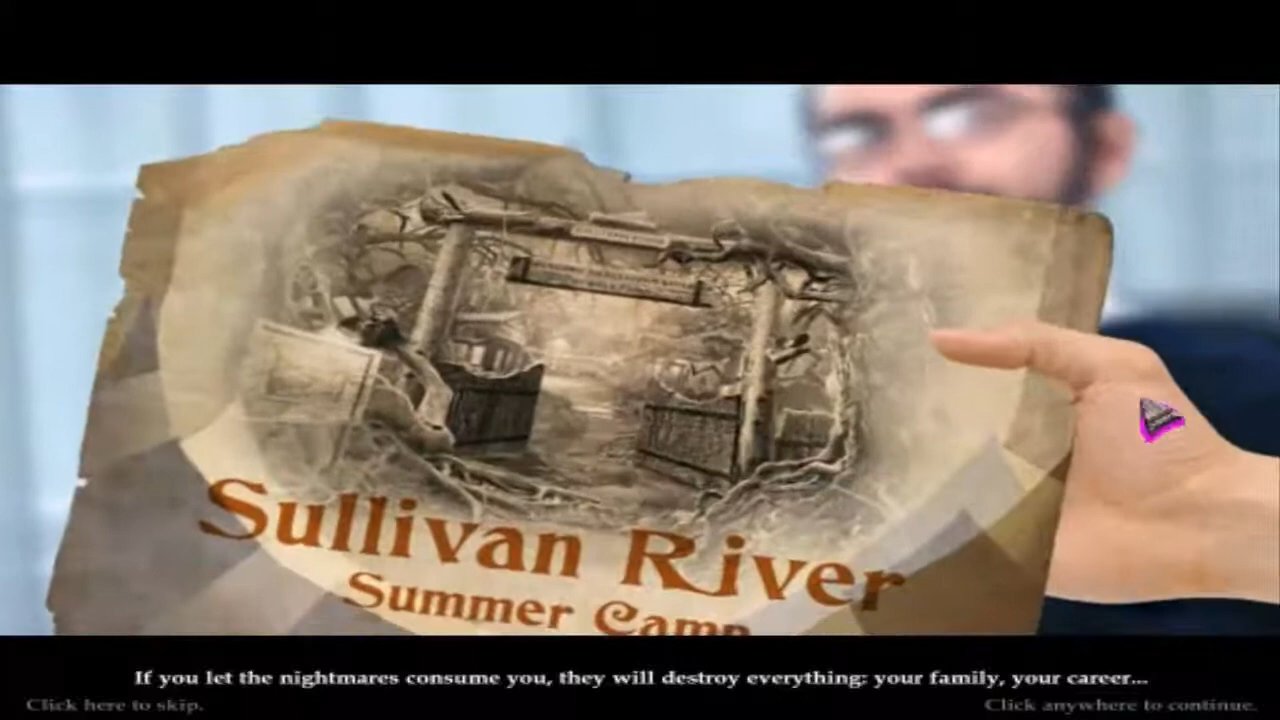 Sullivan River
Summer Camp
If you let the nightmares consume you, they will destroy everything: your family, your career...
Click here to skip.
Click anywhere to continue.